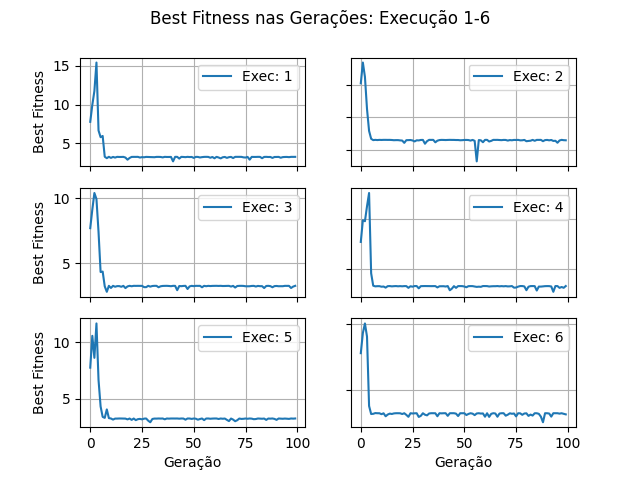 Best Fitness nas Gerações: Execução 1-6
Best Fitness
15
10
5
Exec: 1
Exec: 2
Best Fitness
10
5
Exec: 3
Exec: 4
Best Fitness
10
5
Exec: 5
Exec: 6
0 25 50 75 100
0 25 50 75 100
Geração
Geração